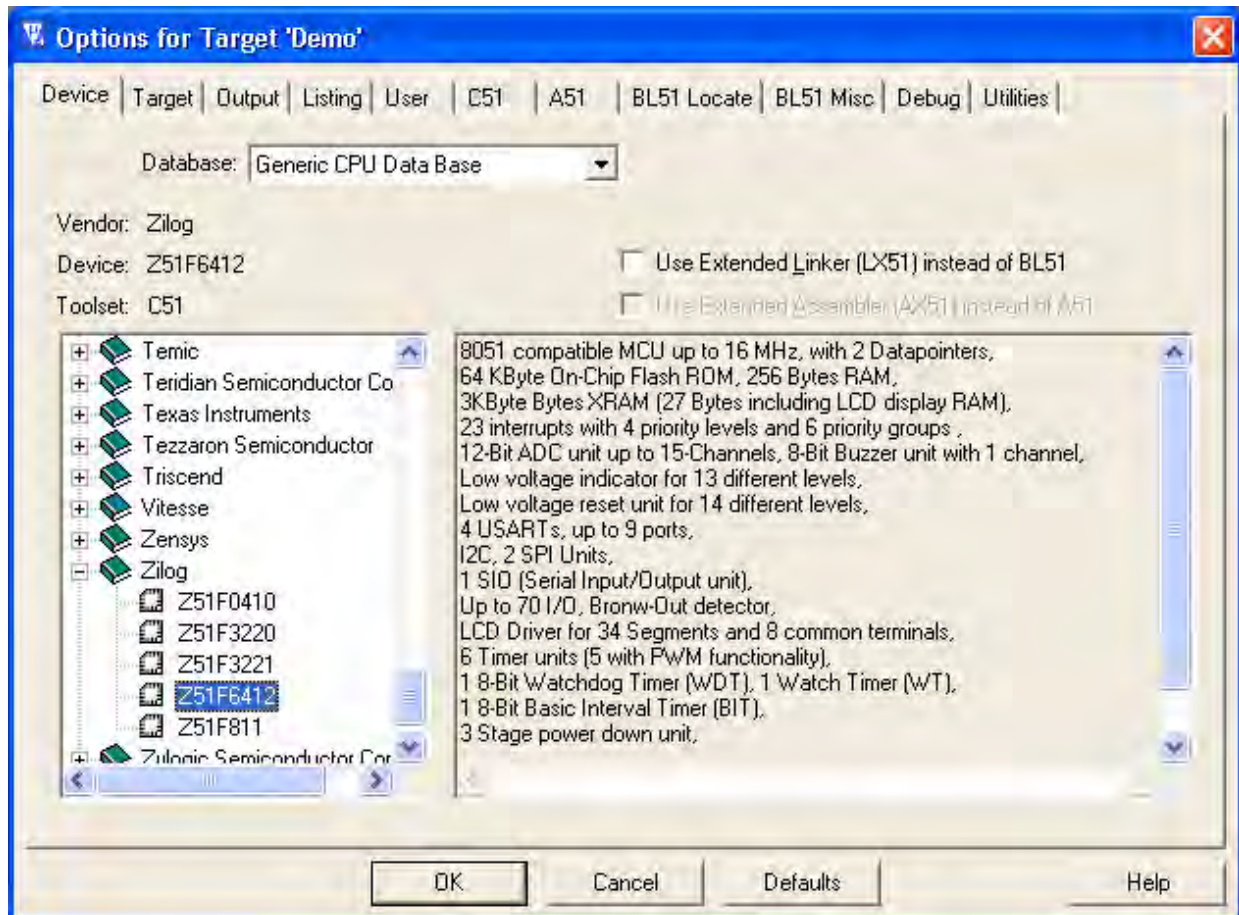 Options for Target 'Demo'
Device Target Output Listing User C51 A51 BL51 Locate BL51 Misc Debug Utilities
Database: Generic CPU Data Base
Vendor: Zilog
Device: Z51F6412
Use Extended Linker (LX51) instead of BL51
Toolset: C51
Use Extended Assembler (AX51) instead of A51
Temic
Teridian Semiconductor Co
Texas Instruments
Tezzaron Semiconductor
Triscend
Vitesse
Zensys
Zilog
Z51F0410
Z51F3220
Z51F3221
Z51F6412
Z51F811
Zylogic Semiconductor Cor
8051 compatible MCU up to 16 MHz, with 2 Datapointers,
64 KByte On-Chip Flash ROM, 256 Bytes RAM,
3KByte Bytes XRAM (27 Bytes including LCD display RAM),
23 interrupts with 4 priority levels and 6 priority groups ,
12-Bit ADC unit up to 15-Channels, 8-Bit Buzzer unit with 1 channel,
Low voltage indicator for 13 different levels,
Low voltage reset unit for 14 different levels,
4 USARTs, up to 9 ports,
I2C, 2 SPI Units,
1 SIO (Serial Input/Output unit),
Up to 70 I/O, Bronw-Out detector,
LCD Driver for 34 Segments and 8 common terminals,
6 Timer units (5 with PWM functionality),
1 8-Bit Watchdog Timer (WDT), 1 Watch Timer (WT),
1 8-Bit Basic Interval Timer (BIT),
3 Stage power down unit,
OK Cancel Defaults Help